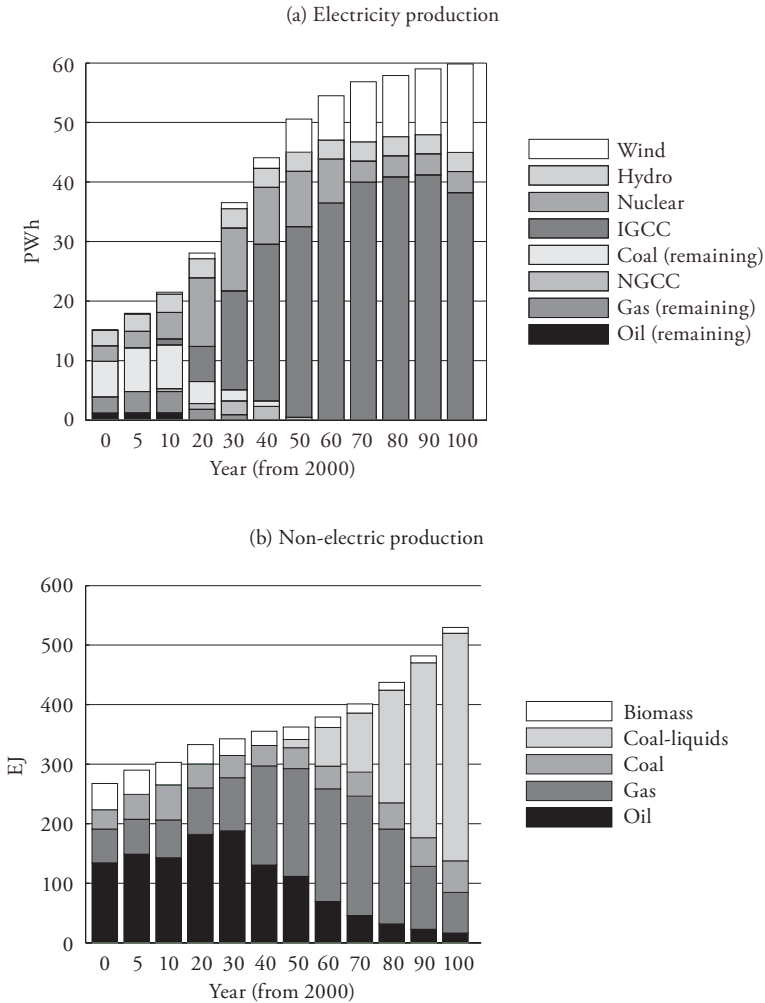 (a) Electricity production
60
50
40
30
20
10
0
PWh
0 5 10 20 30 40 50 60 70 80 90 100
Year (from 2000)
Wind
Hydro
Nuclear
IGCC
Coal (remaining)
NGCC
Gas (remaining)
Oil (remaining)
(b) Non-electric production
600
500
400
300
200
100
0
EJ
0 5 10 20 30 40 50 60 70 80 90 100
Year (from 2000)
Biomass
Coal-liquids
Coal
Gas
Oil